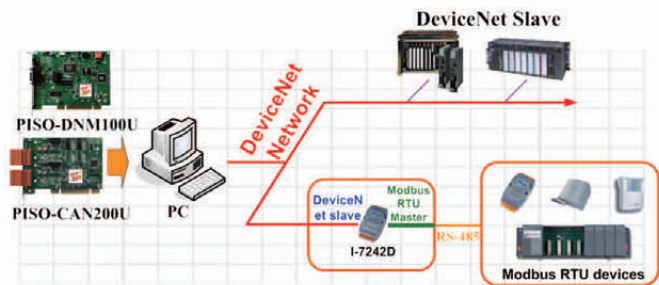 DeviceNet Slave
PISO-DNM100U
DeviceNet
Network
PISO-CAN200U
PC
DeviceN
et slave
Modbus
RTU
Master
I-7242D
RS-485
Modbus RTU devices